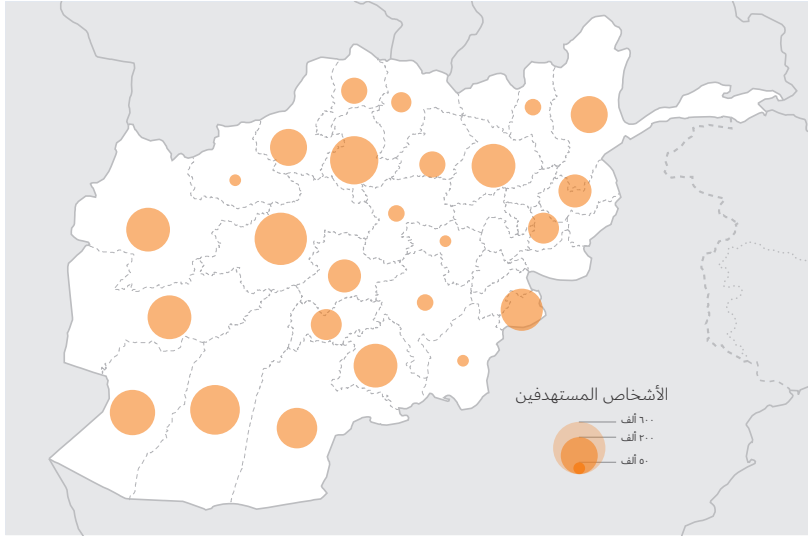 الأشخاص المستهدفين
٦٠٠ ألف
٢٠٠ ألف
٥٠ ألف